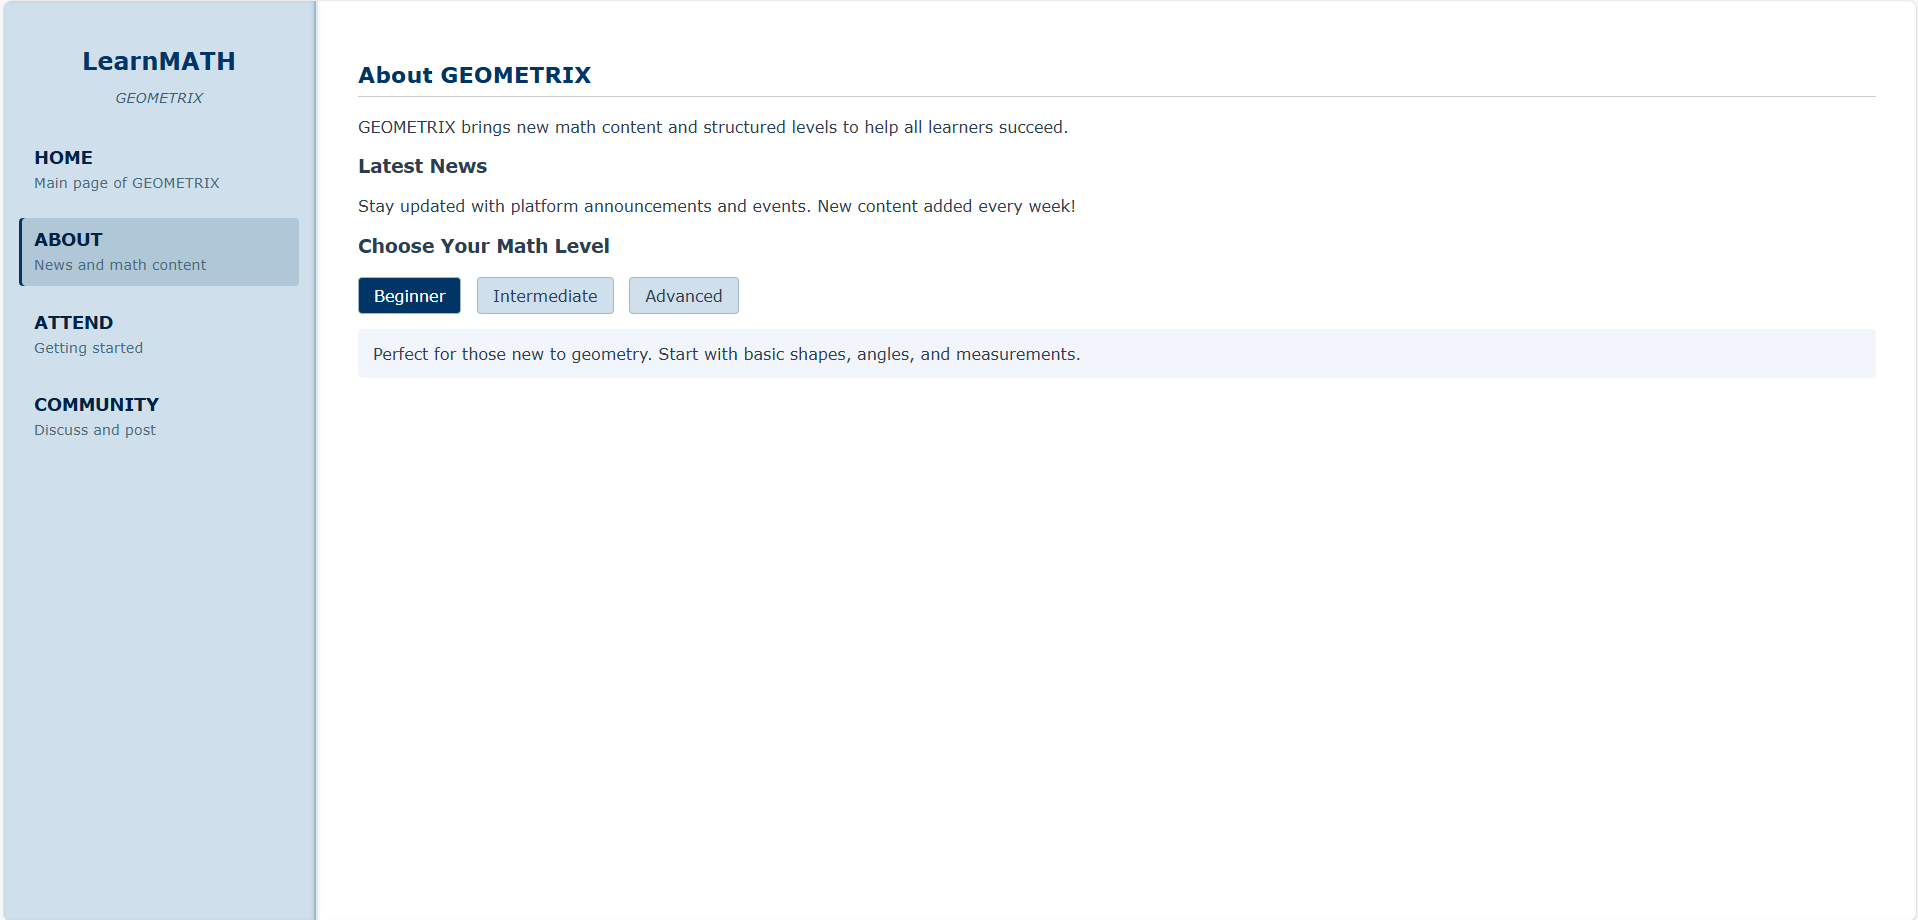 LearnMATH
GEOMETRIX
HOME
Main page of GEOMETRIX
ABOUT
News and math content
ATTEND
Getting started
COMMUNITY
Discuss and post
About GEOMETRIX
GEOMETRIX brings new math content and structured levels to help all learners succeed.
Latest News
Stay updated with platform announcements and events. New content added every week!
Choose Your Math Level
Beginner Intermediate Advanced
Perfect for those new to geometry. Start with basic shapes, angles, and measurements.